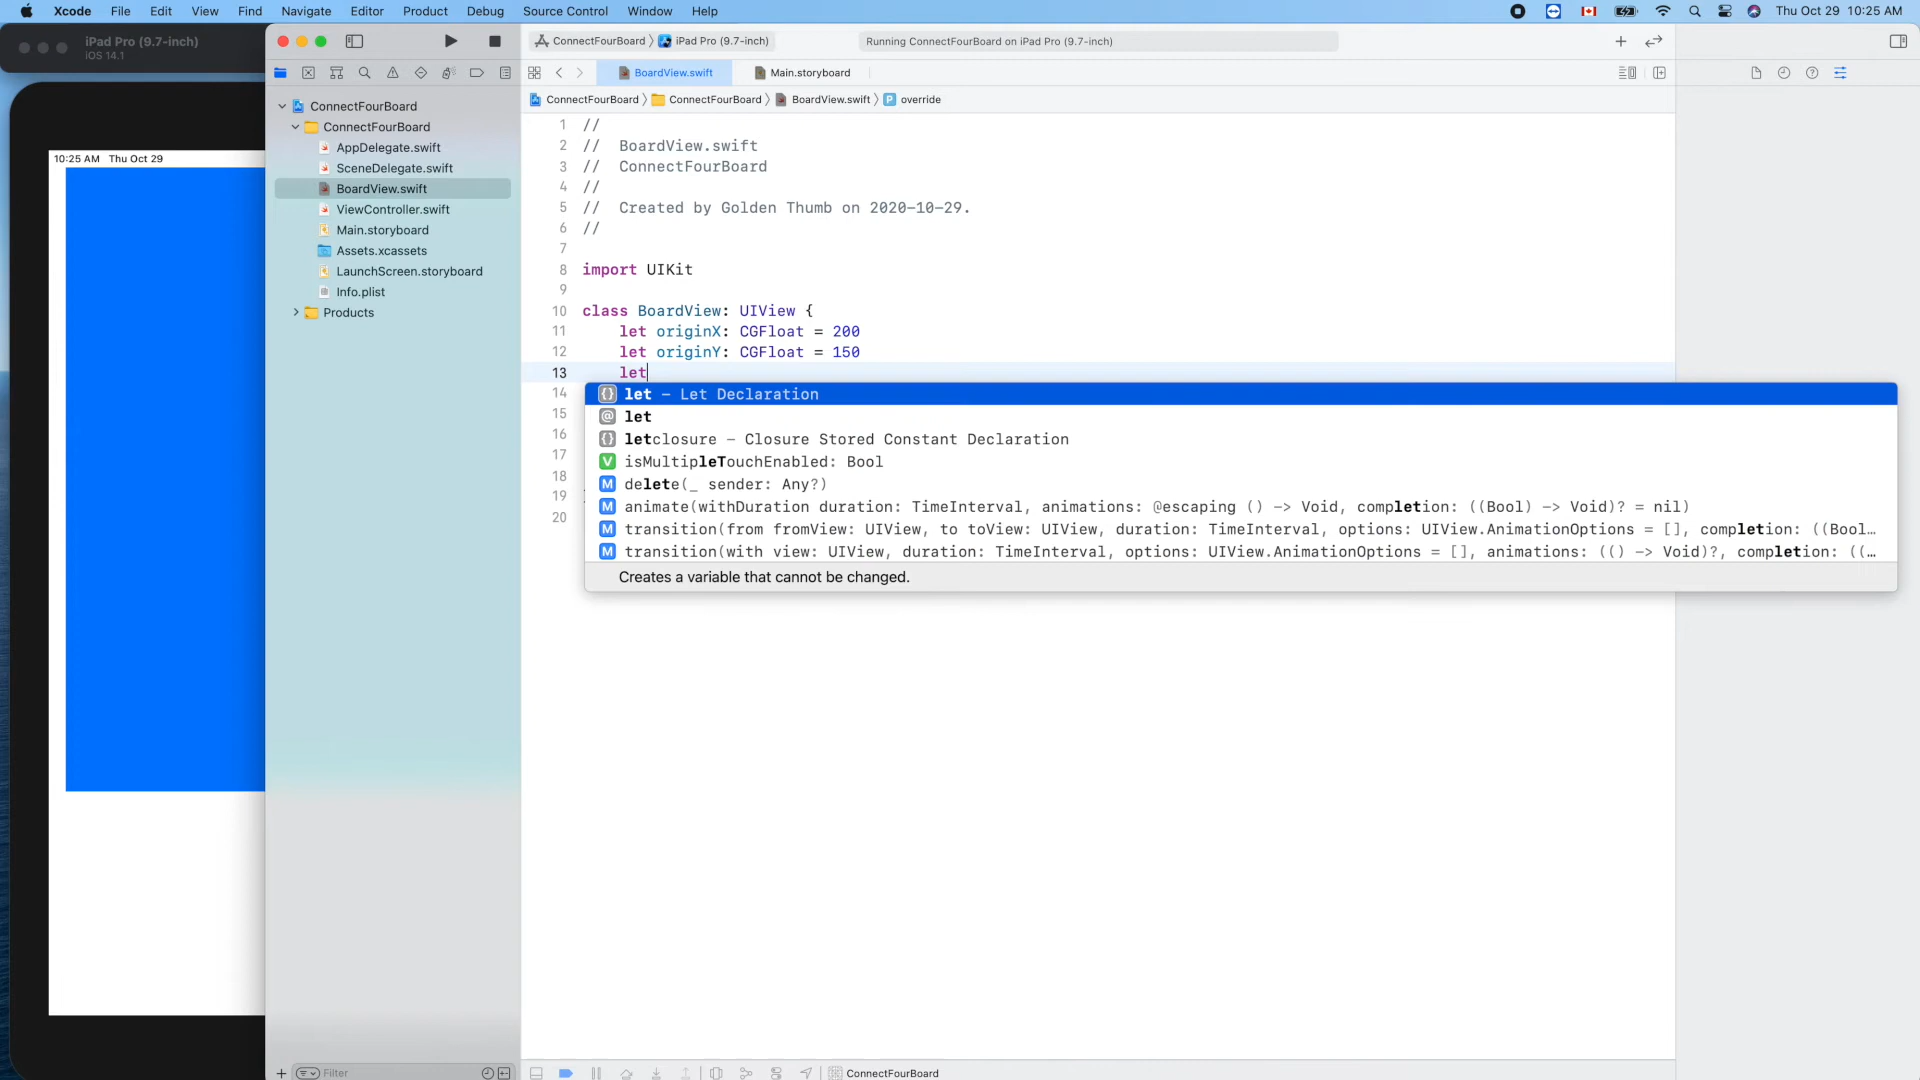 Xcode File Edit View Find Navigate Editor Product Debug Source Control Window Help Thu Oct 29 10:25 AM
iPad Pro (9.7-inch)
iOS 14.1
ConnectFourBoard iPad Pro (9.7-inch) Running ConnectFourBoard on iPad Pro (9.7-inch)
BoardView.swift Main.storyboard
ConnectFourBoard ConnectFourBoard BoardView.swift P override
10:25 AM Thu Oct 29
ConnectFourBoard
ConnectFourBoard
AppDelegate.swift
SceneDelegate.swift
BoardView.swift
ViewController.swift
Main.storyboard
Assets.xcassets
LaunchScreen.storyboard
Info.plist
Products
1 //
2 // BoardView.swift
3 // ConnectFourBoard
4 //
5 // Created by Golden Thumb on 2020-10-29.
6 //
7
8 import UIKit
9
10 class BoardView: UIView {
11 let originX: CGFloat = 200
12 let originY: CGFloat = 150
13 let
14
15
16
17
18
19
20
{} let – Let Declaration
@ let
{} letclosure – Closure Stored Constant Declaration
V isMultipleTouchEnabled: Bool
M delete(_ sender: Any?)
M animate(withDuration duration: TimeInterval, animations: @escaping () -> Void, completion: ((Bool) -> Void)? = nil)
M transition(from fromView: UIView, to toView: UIView, duration: TimeInterval, options: UIView.AnimationOptions = [], completion: ((Bool…
M transition(with view: UIView, duration: TimeInterval, options: UIView.AnimationOptions = [], animations: (() -> Void)?, completion: ((…
Creates a variable that cannot be changed.
Filter
ConnectFourBoard